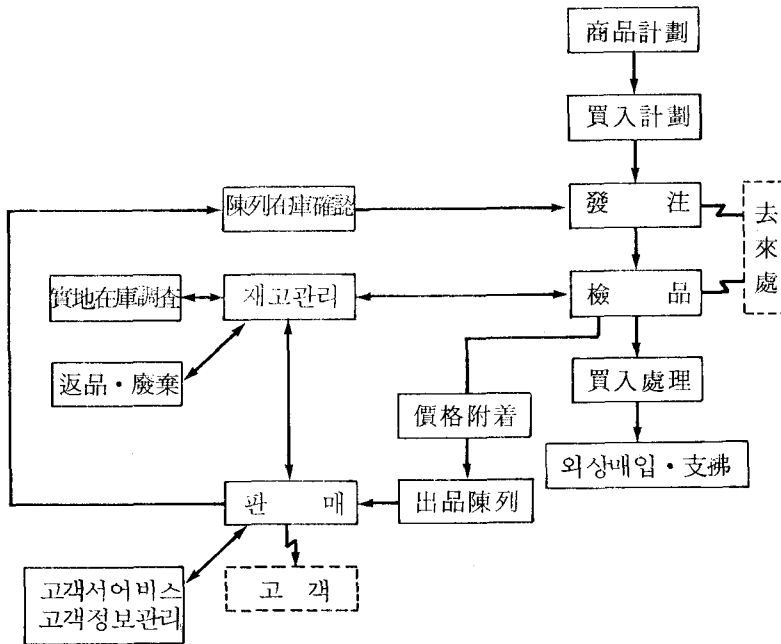 商品計劃
買入計劃
陳列在庫確認
發 注
去來處
實地在庫調査
재고관리
檢 品
返品·廢棄
買入處理
價格附着
외상매입·支拂
판 매
出品陳列
고객서어비스
고객정보관리
고 객